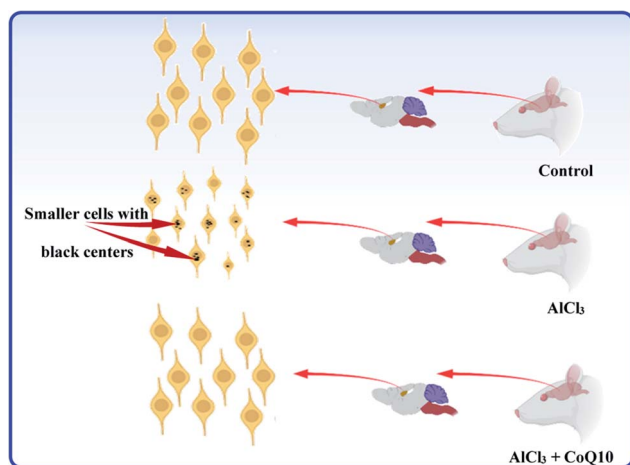 Control
Smaller cells with
black centers
AlCl₃
AlCl₃ + CoQ10